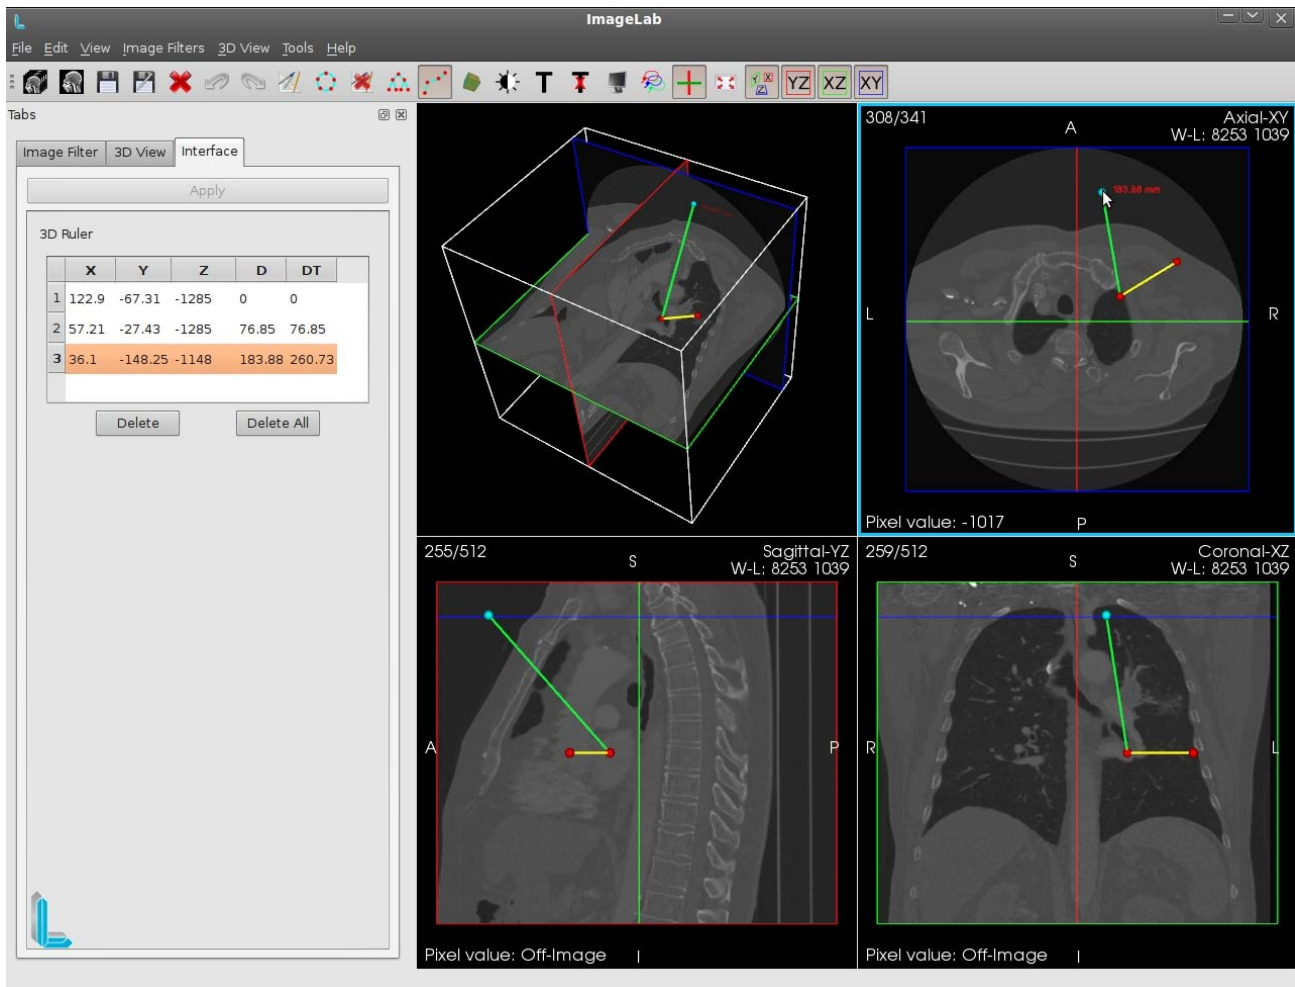 ImageLab
File Edit View Image Filters 3D View Tools Help
T YZ XZ XY
Tabs
Image Filter 3D View Interface
Apply
3D Ruler
X Y Z D DT
1 122.9 -67.31 -1285 0 0
2 57.21 -27.43 -1285 76.85 76.85
3 36.1 -148.25 -1148 183.88 260.73
Delete Delete All
308/341 Axial-XY
A W-L: 8253 1039
183.88 mm
L R
Pixel value: -1017 P
255/512 Sagittal-YZ
S W-L: 8253 1039
A P
Pixel value: Off-Image I
259/512 Coronal-XZ
S W-L: 8253 1039
R L
Pixel value: Off-Image I